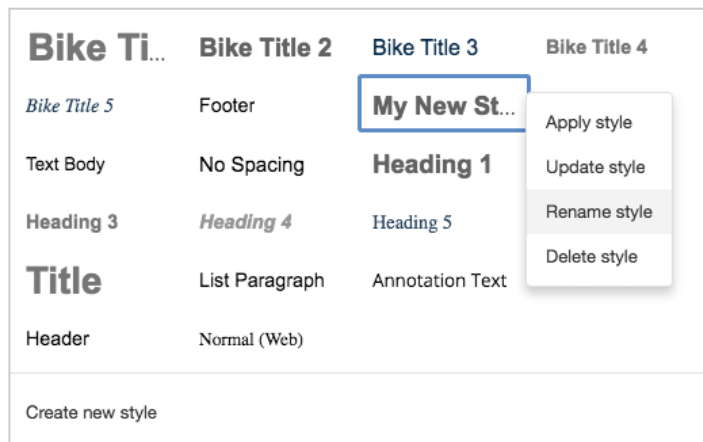 Bike Ti... Bike Title 2 Bike Title 3 Bike Title 4
Bike Title 5 Footer My New St...
Text Body No Spacing Heading 1
Heading 3 Heading 4 Heading 5
Title List Paragraph Annotation Text
Header Normal (Web)
Apply style
Update style
Rename style
Delete style
Create new style